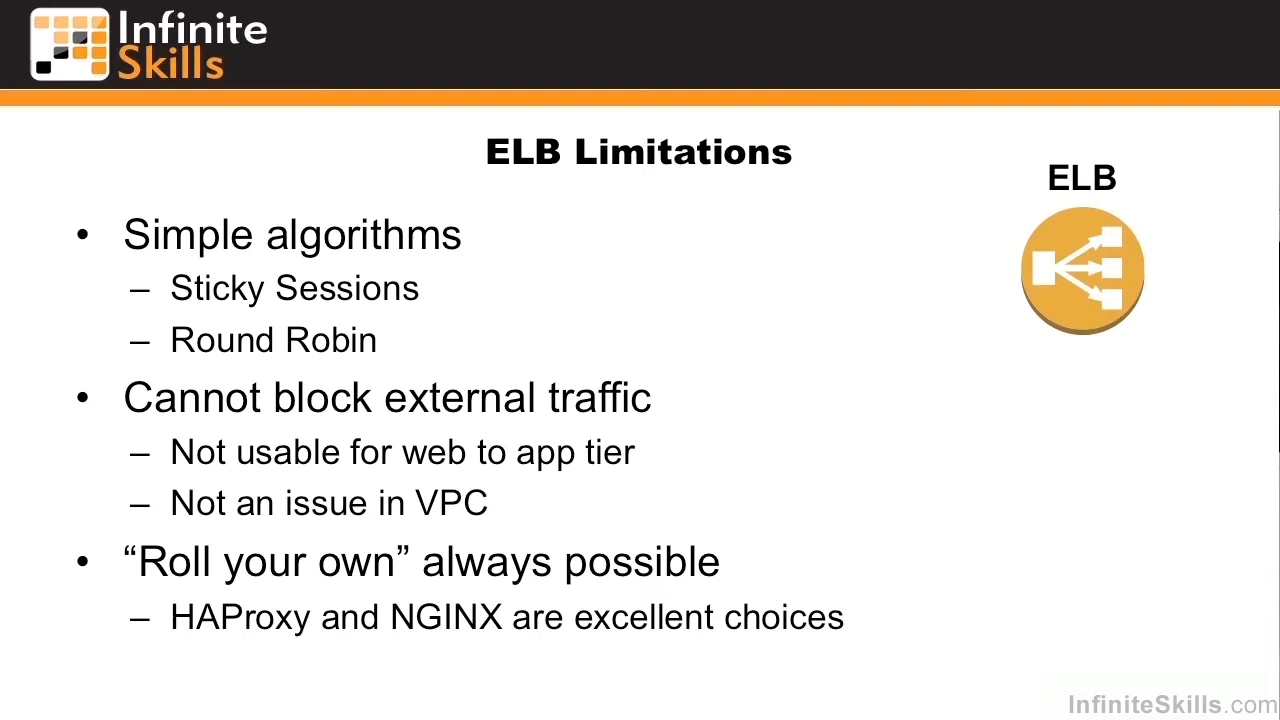 Infinite
Skills
ELB Limitations
ELB
• Simple algorithms
– Sticky Sessions
– Round Robin
• Cannot block external traffic
– Not usable for web to app tier
– Not an issue in VPC
• “Roll your own” always possible
– HAProxy and NGINX are excellent choices
InfiniteSkills.com